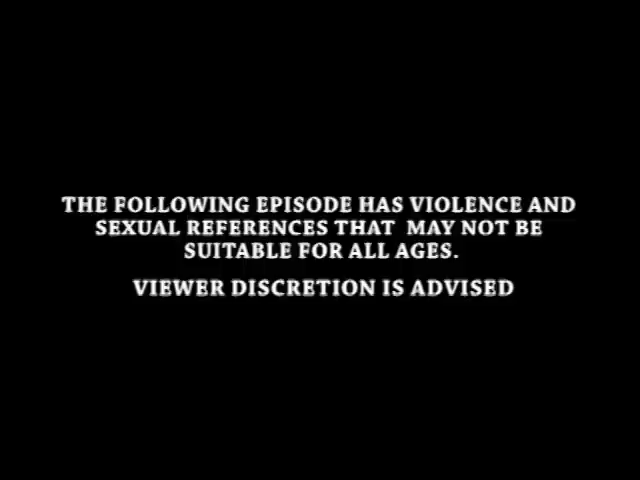 THE FOLLOWING EPISODE HAS VIOLENCE AND
SEXUAL REFERENCES THAT MAY NOT BE
SUITABLE FOR ALL AGES.
VIEWER DISCRETION IS ADVISED